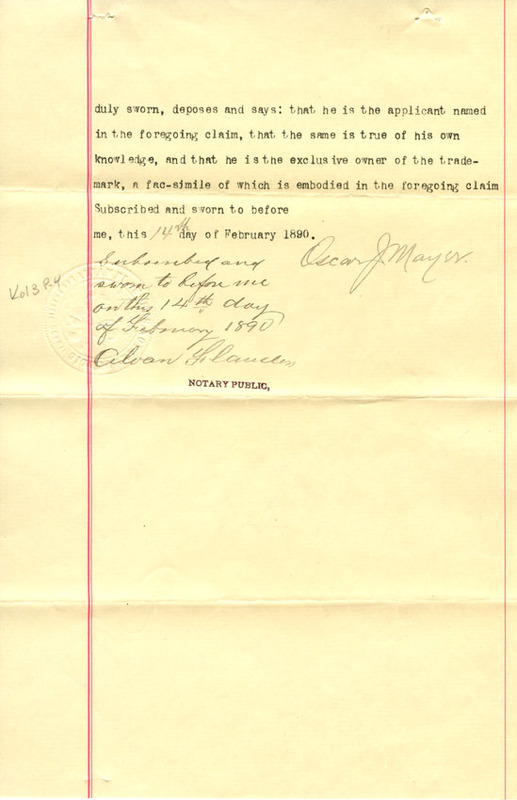 duly sworn, deposes and says: that he is the applicant named
in the foregoing claim, that the same is true of his own
knowledge, and that he is the exclusive owner of the trade-
mark, a fac-simile of which is embodied in the foregoing claim
Subscribed and sworn to before
me, this 14th day of February 1890.
Oscar J. Mayer.
Subscribed and
sworn to before me
on this 14th day
of February 1890
Vol 3 P. 4
Alvan Flanders
NOTARY PUBLIC,